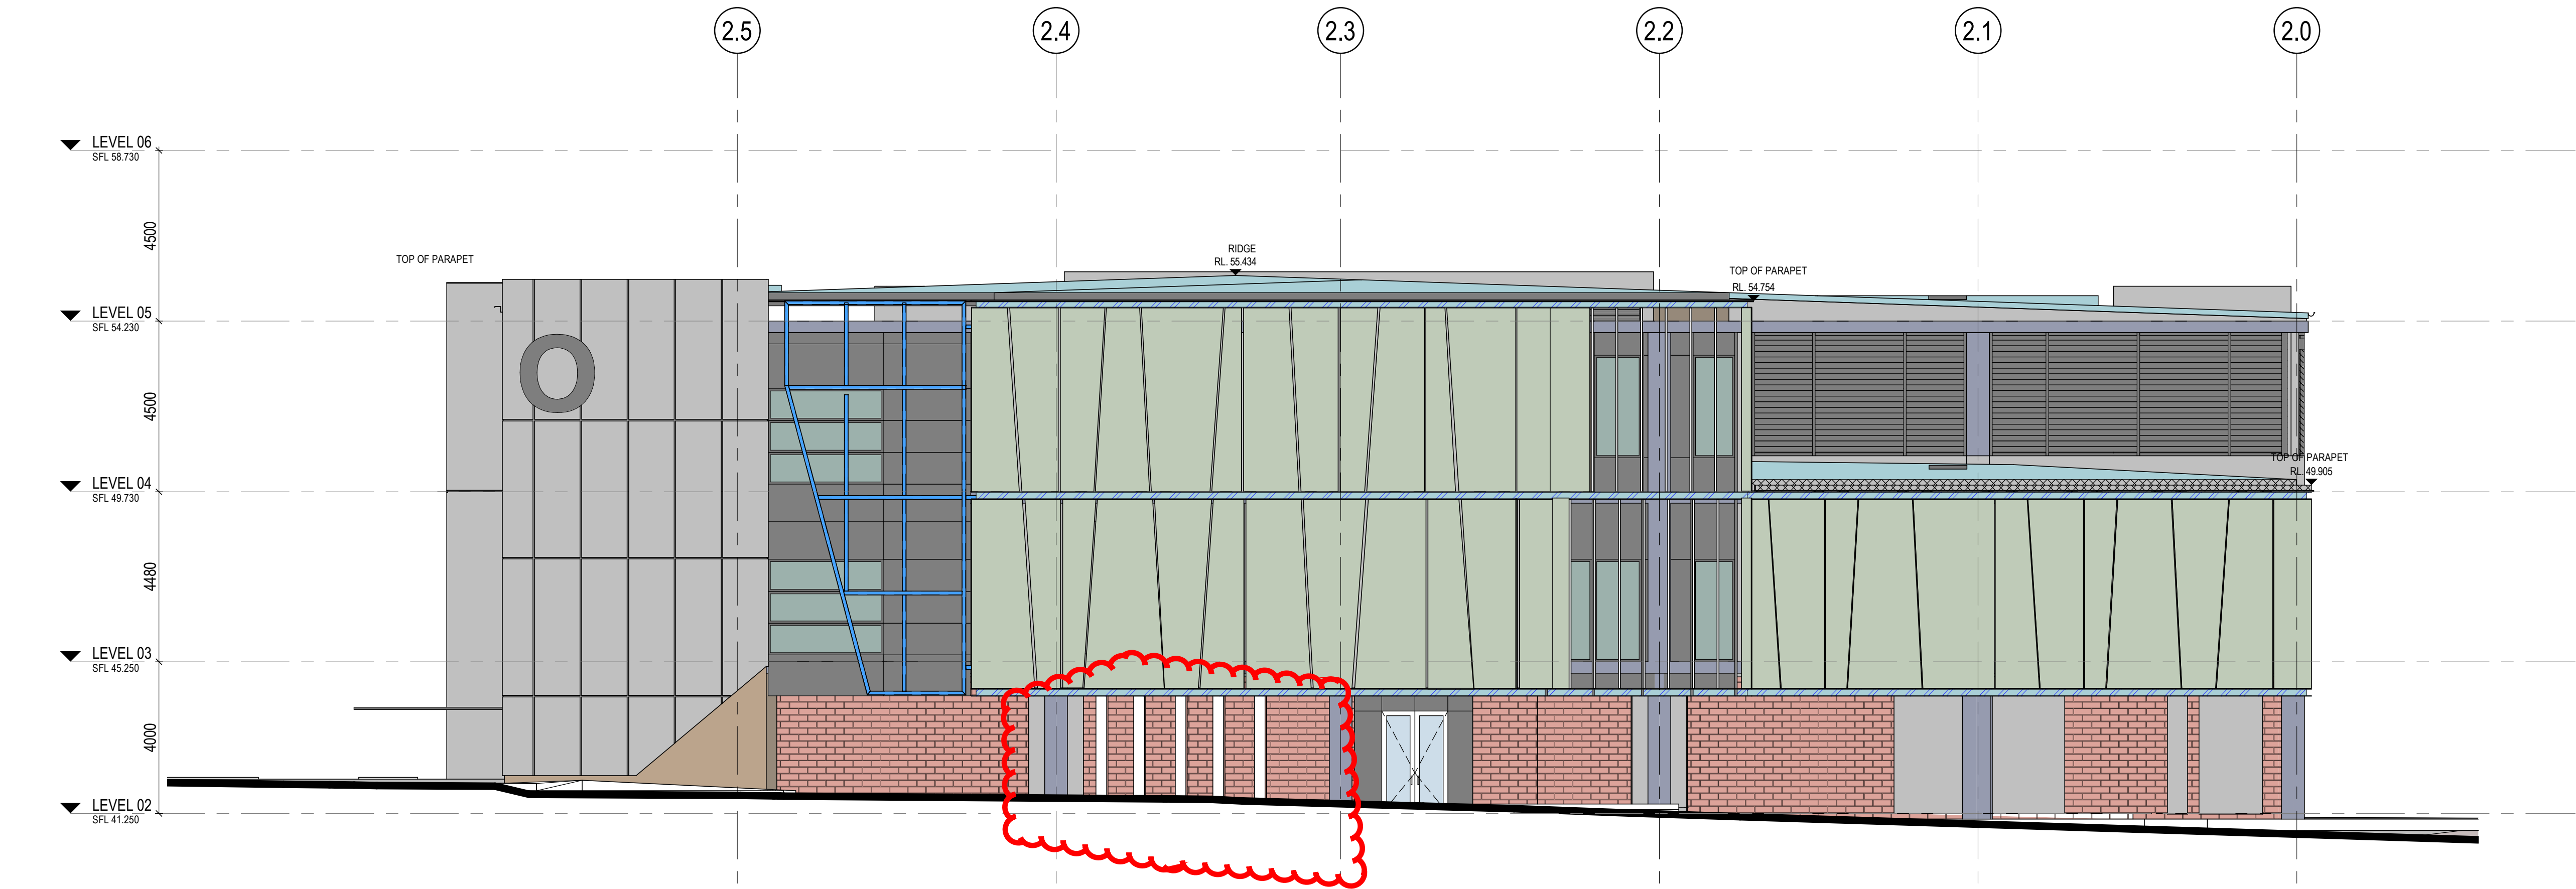 2.5 2.4 2.3 2.2 2.1 2.0
LEVEL 06
SFL 58.730
4500
TOP OF PARAPET
RIDGE
RL. 55.434
TOP OF PARAPET
RL. 54.754
LEVEL 05
SFL 54.230
O
4500
TOP OF PARAPET
RL. 49.905
LEVEL 04
SFL 49.730
4480
LEVEL 03
SFL 45.250
4000
LEVEL 02
SFL 41.250